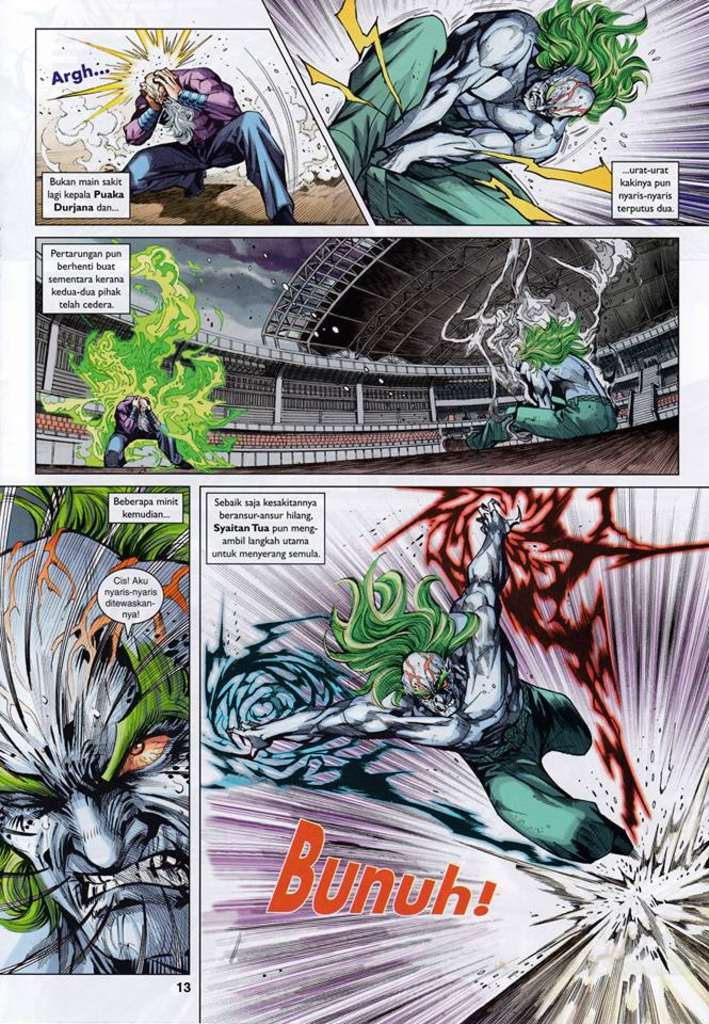 Argh...
Bukan main sakit
lagi kepala Puaka
Durjana dan...
...urat-urat
kakinya pun
nyaris-nyaris
terputus dua.
Pertarungan pun
berhenti buat
sementara kerana
kedua-dua pihak
telah cedera.
Beberapa minit
kemudian...
Cis! Aku
nyaris-nyaris
ditewaskan-
nya!
Sebaik saja kesakitannya
beransur-ansur hilang,
Syaitan Tua pun meng-
ambil langkah utama
untuk menyerang semula.
Bunuh!
13